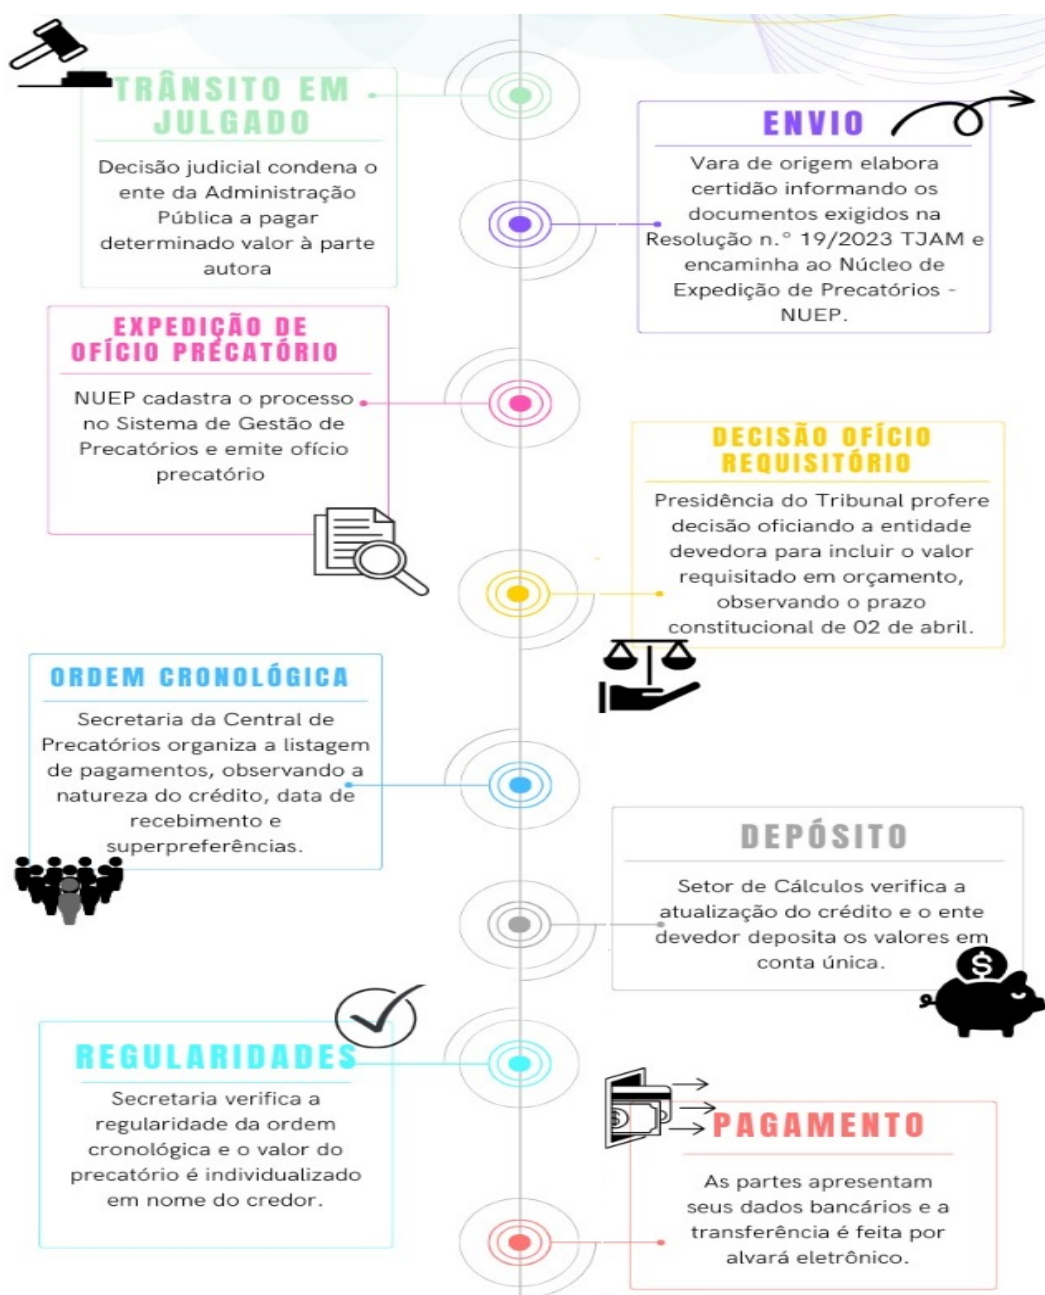 TRÂNSITO EM
JULGADO
Decisão judicial condena o
ente da Administração
Pública a pagar
determinado valor à parte
autora
ENVIO
Vara de origem elabora
certidão informando os
documentos exigidos na
Resolução n.º 19/2023 TJAM e
encaminha ao Núcleo de
Expedição de Precatórios -
NUEP.
EXPEDIÇÃO DE
OFÍCIO PRECATÓRIO
NUEP cadastra o processo
no Sistema de Gestão de
Precatórios e emite ofício
precatório
DECISÃO OFÍCIO
REQUISITÓRIO
Presidência do Tribunal profere
decisão oficiando a entidade
devedora para incluir o valor
requisitado em orçamento,
observando o prazo
constitucional de 02 de abril.
ORDEM CRONOLÓGICA
Secretaria da Central de
Precatórios organiza a listagem
de pagamentos, observando a
natureza do crédito, data de
recebimento e
superpreferências.
DEPÓSITO
Setor de Cálculos verifica a
atualização do crédito e o ente
devedor deposita os valores em
conta única.
$
REGULARIDADES
Secretaria verifica a
regularidade da ordem
cronológica e o valor do
precatório é individualizado
em nome do credor.
$
PAGAMENTO
As partes apresentam
seus dados bancários e a
transferência é feita por
alvará eletrônico.